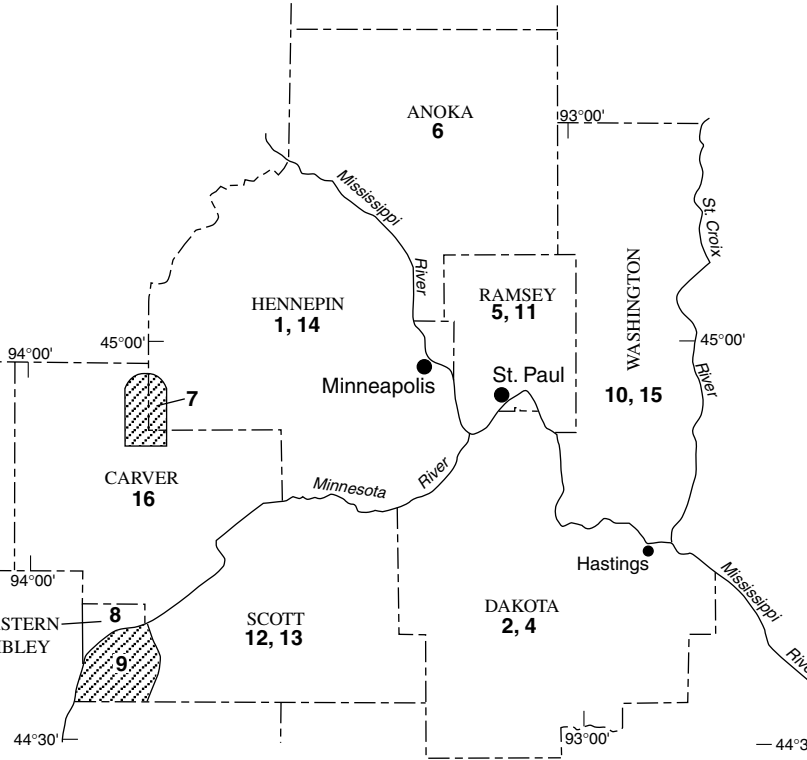 ANOKA
6
93°00'
Mississippi
River
St. Croix
River
HENNEPIN
1, 14
RAMSEY
5, 11
WASHINGTON
10, 15
45°00'
45°00'
94°00'
Minneapolis
St. Paul
7
CARVER
16
Minnesota
River
Hastings
94°00'
Mississippi
8
STERN
BLEY
9
SCOTT
12, 13
DAKOTA
2, 4
44°30'
93°00'